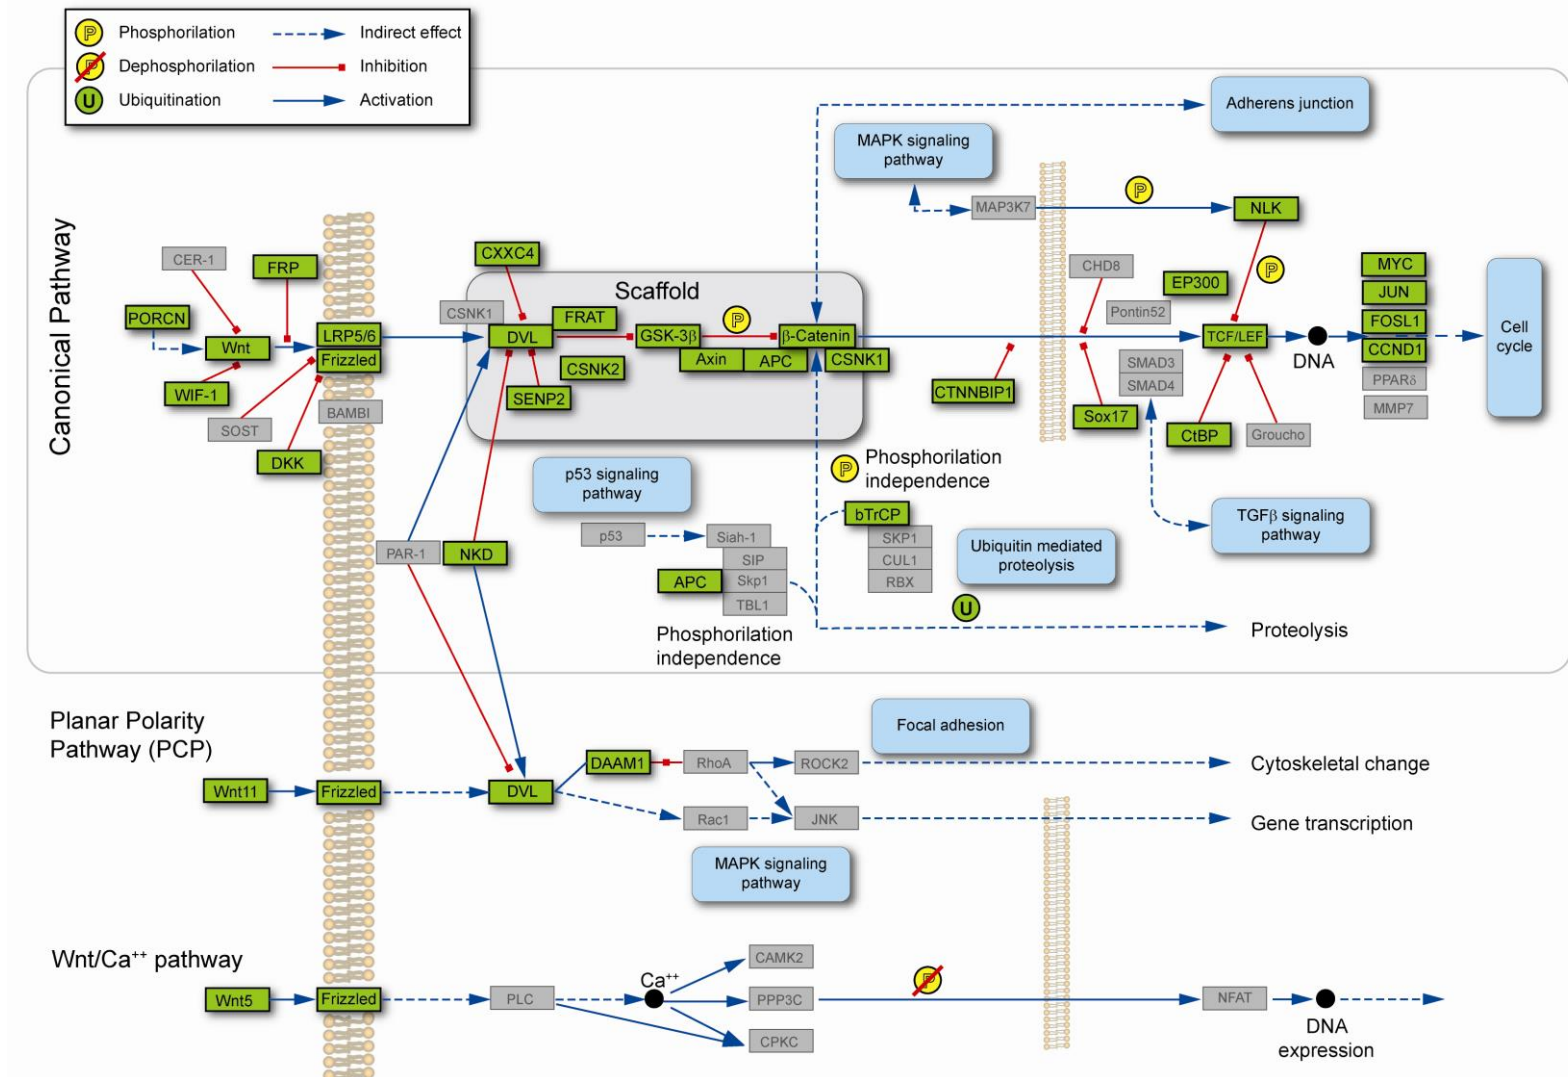 P Phosphorilation
Indirect effect
P Dephosphorilation
Inhibition
U Ubiquitination
Activation
Canonical Pathway
Adherens junction
MAPK signaling
pathway
MAP3K7
P
NLK
CER-1
FRP
CXXC4
CHD8
EP300
P
MYC
JUN
FOSL1
CCND1
PPARδ
MMP7
Cell
cycle
Scaffold
CSNK1
PORCN
Wnt
LRP5/6
Frizzled
DVL
FRAT
GSK-3β
P
β-Catenin
Pontin52
TCF/LEF
DNA
Axin
APC
CSNK1
CSNK2
SENP2
SMAD3
SMAD4
WIF-1
SOST
BAMBI
DKK
CTNNBIP1
Sox17
CtBP
Groucho
p53 signaling
pathway
P Phosphorilation
independence
p53
Siah-1
SIP
Skp1
TBL1
APC
Phosphorilation
independence
bTrCP
SKP1
CUL1
RBX
Ubiquitin mediated
proteolysis
U
TGFβ signaling
pathway
Proteolysis
PAR-1
NKD
Planar Polarity
Pathway (PCP)
Focal adhesion
Wnt11
Frizzled
DVL
DAAM1
RhoA
ROCK2
Cytoskeletal change
Rac1
JNK
Gene transcription
MAPK signaling
pathway
Wnt/Ca++ pathway
Wnt5
Frizzled
PLC
Ca++
CAMK2
PPP3C
CPKC
P
NFAT
DNA
expression